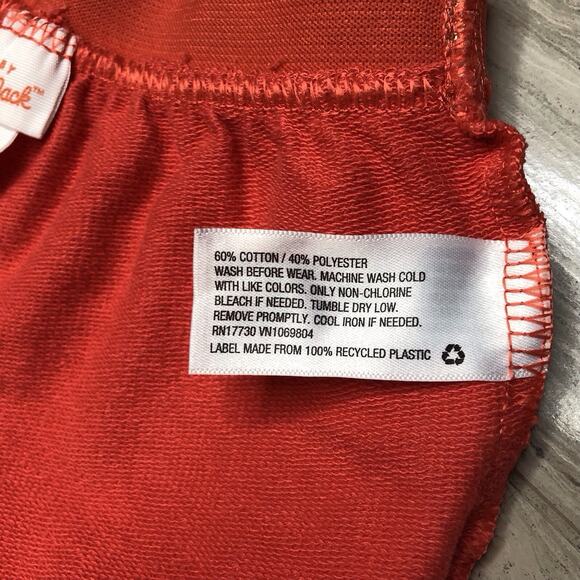 Jack™
60% COTTON / 40% POLYESTER
WASH BEFORE WEAR. MACHINE WASH COLD
WITH LIKE COLORS. ONLY NON-CHLORINE
BLEACH IF NEEDED. TUMBLE DRY LOW.
REMOVE PROMPTLY. COOL IRON IF NEEDED.
RN17730 VN1069804
LABEL MADE FROM 100% RECYCLED PLASTIC